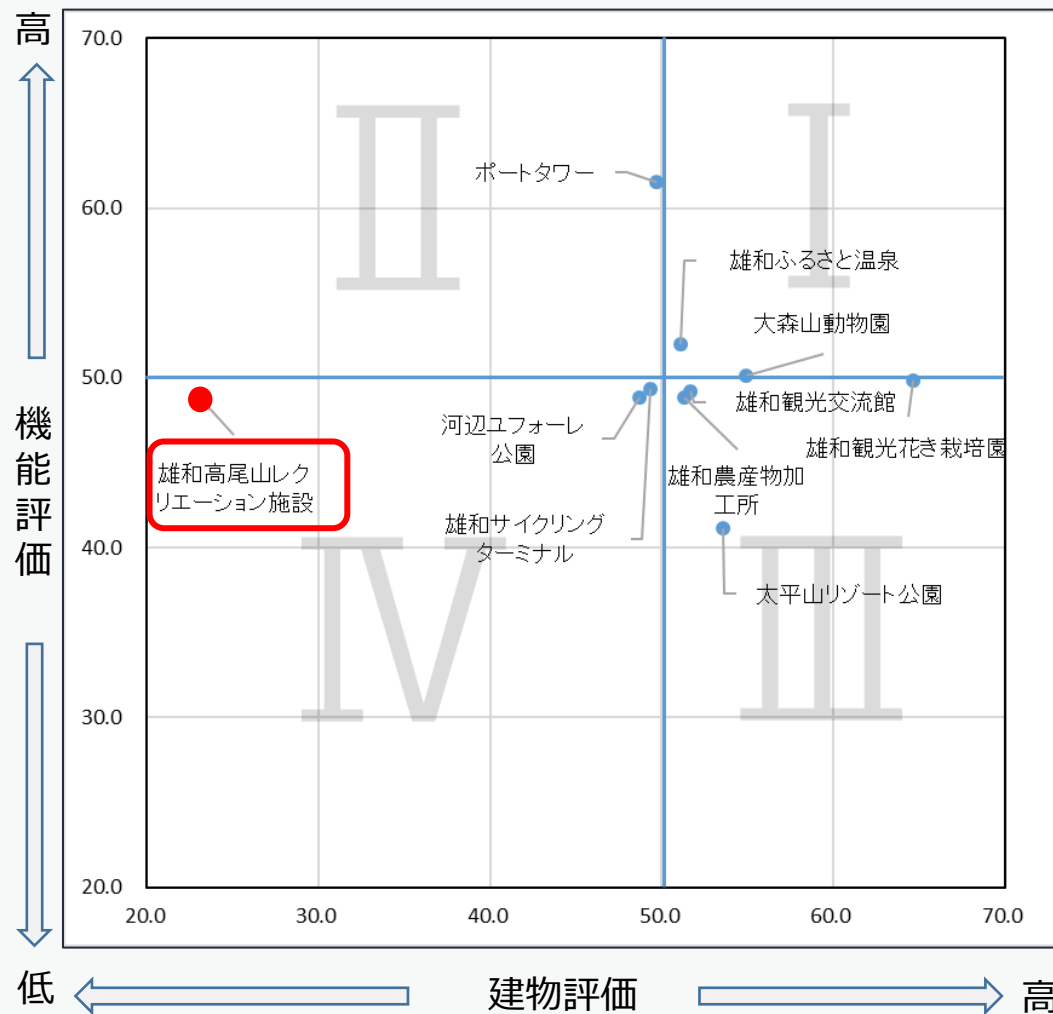 高
機能評価
低
70.0
60.0
50.0
40.0
30.0
20.0
Ⅱ
Ⅰ
Ⅳ
Ⅲ
ポートタワー
雄和ふるさと温泉
大森山動物園
雄和観光交流館
雄和観光花き栽培園
河辺ユフォーレ
公園
雄和農産物加
工所
雄和高尾山レク
リエーション施設
雄和サイクリング
ターミナル
太平山リゾート公園
20.0 30.0 40.0 50.0 60.0 70.0
建物評価
高